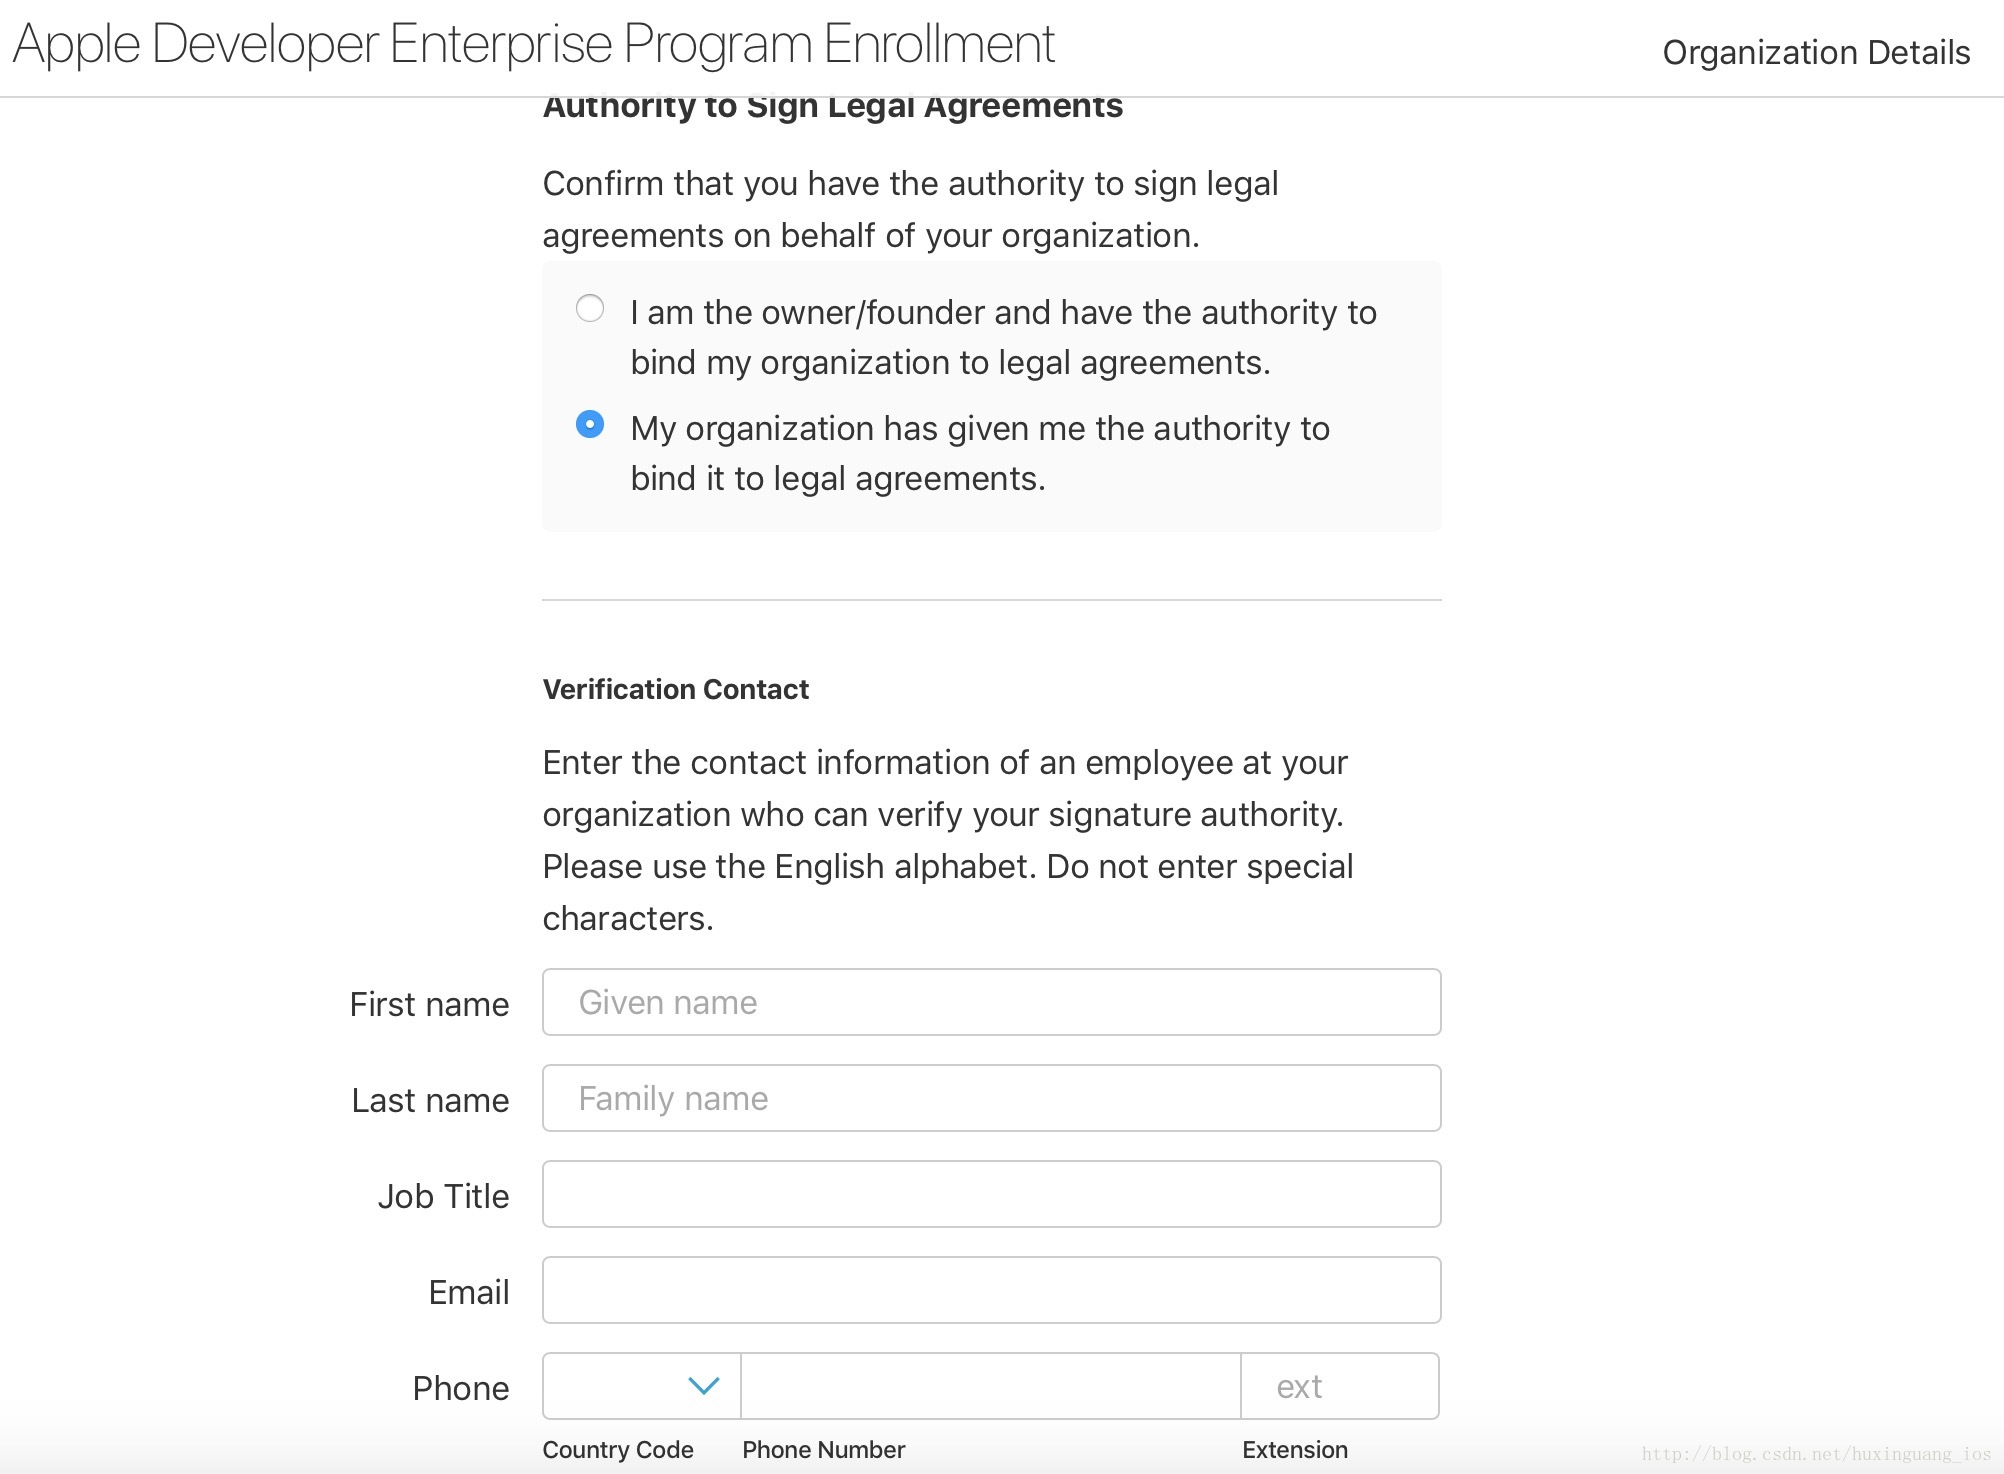 Apple Developer Enterprise Program Enrollment
Organization Details
Authority to Sign Legal Agreements
Confirm that you have the authority to sign legal
agreements on behalf of your organization.
I am the owner/founder and have the authority to
bind my organization to legal agreements.
My organization has given me the authority to
bind it to legal agreements.
Verification Contact
Enter the contact information of an employee at your
organization who can verify your signature authority.
Please use the English alphabet. Do not enter special
characters.
First name
Given name
Last name
Family name
Job Title
Email
Phone
ext
Country Code
Phone Number
Extension
http://blog.csdn.net/huxinguang_ios